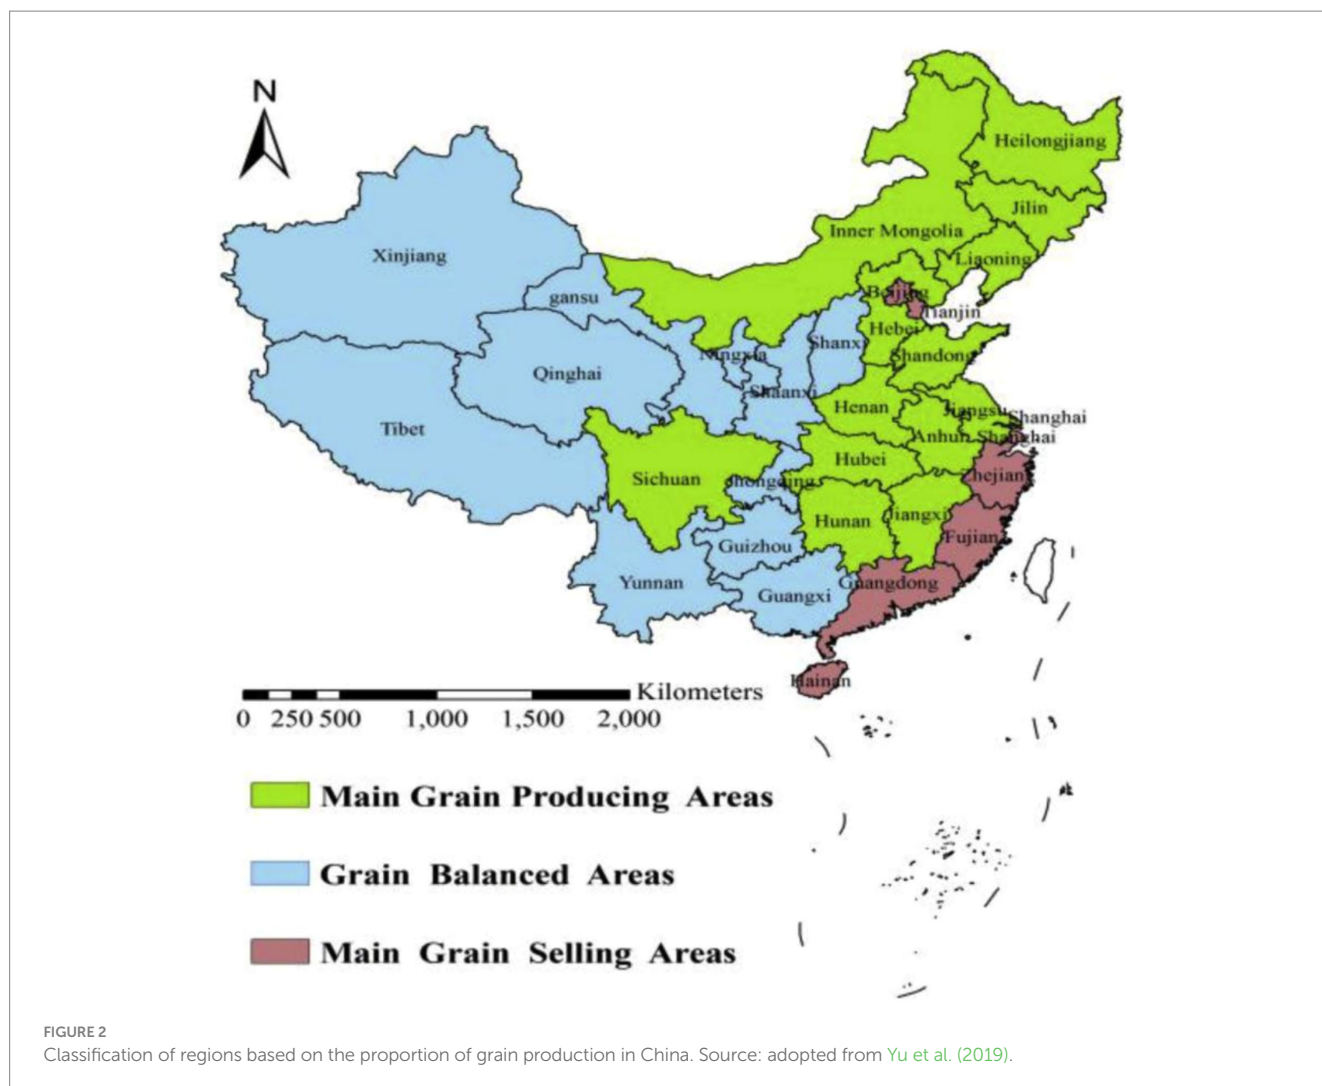 N
Heilongjiang
Jilin
Inner Mongolia
Liaoning
Xinjiang
gansu
Beijing
Tianjin
Hebei
Shanxi
Ningxia
Shandong
Qinghai
Shaanxi
Henan
Jiangsu
Shanghai
Tibet
Anhui
Shanghai
Hubei
Sichuan
Zhejiang
Chongqing
Hunan
Jiangxi
Fujian
Guizhou
Yunnan
Guangdong
Guangxi
Hainan
Kilometers
0 250 500 1,000 1,500 2,000
Main Grain Producing Areas
Grain Balanced Areas
Main Grain Selling Areas
FIGURE 2
Classification of regions based on the proportion of grain production in China. Source: adopted from Yu et al. (2019).